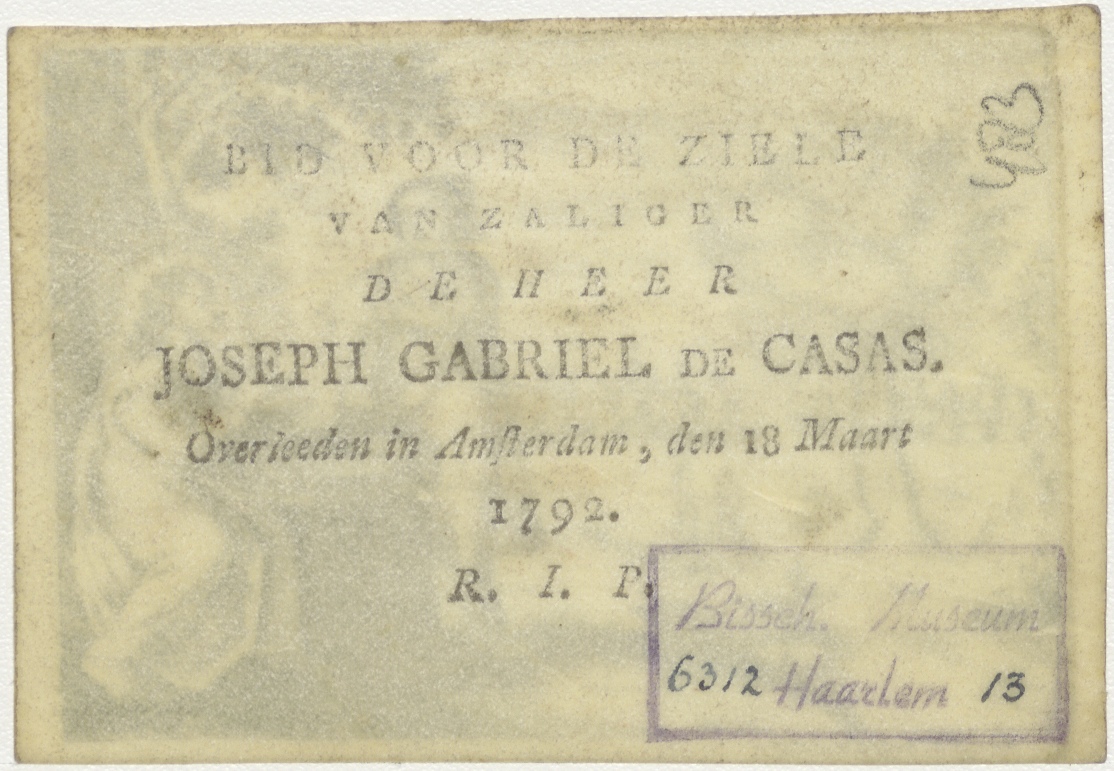 BID VOOR DE ZIELE
VAN ZALIGER
DE HEER
JOSEPH GABRIEL DE CASAS.
Overleeden in Amſterdam, den 18 Maart
1792.
R. I. P.
Bissch. Museum
6312 Haarlem 13
483